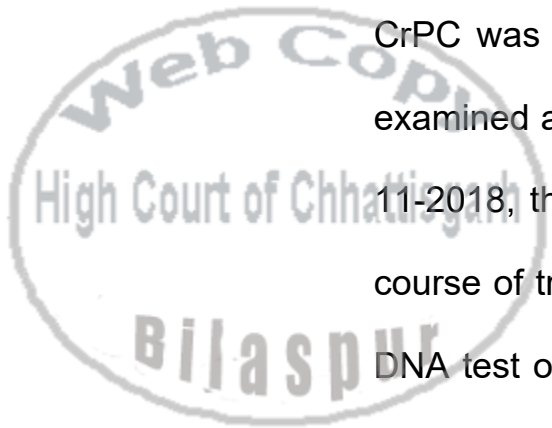 CrPC was
Web Copy
examined a
High Court of Chhattisgarh
11-2018, th
course of tr
Bilaspur
DNA test o